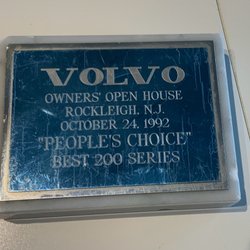 VOLVO
OWNERS' OPEN HOUSE
ROCKLEIGH, N.J.
OCTOBER 24, 1992
"PEOPLE'S CHOICE"
BEST 200 SERIES